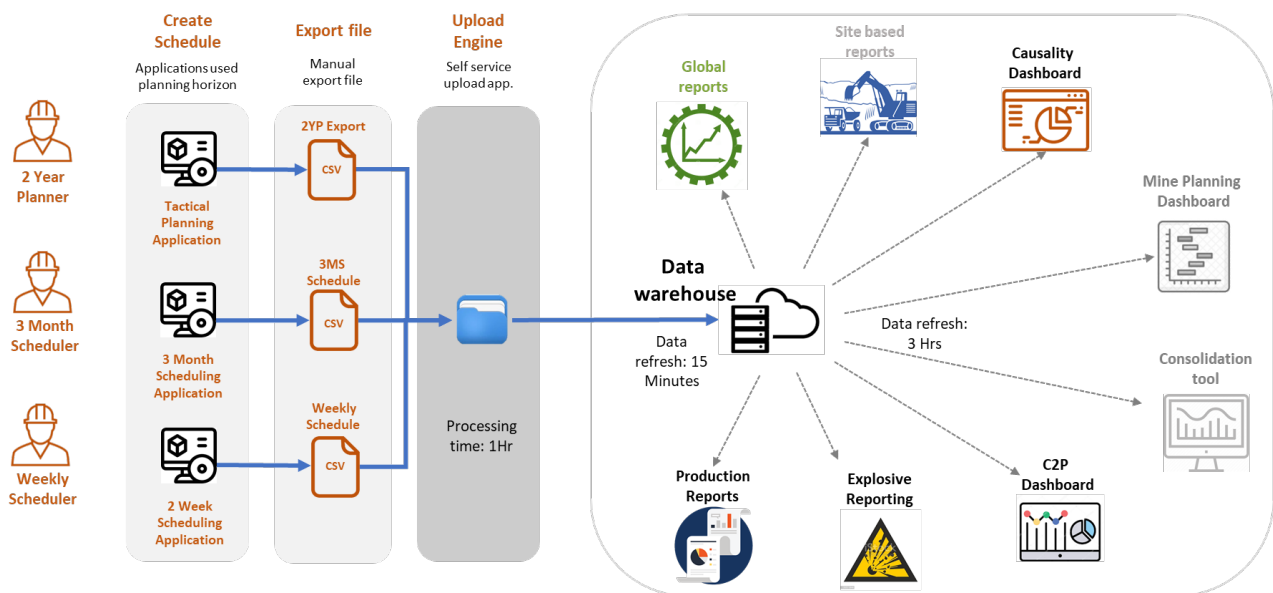 Create
Schedule
Applications used
planning horizon
Export file
Manual
export file
Upload
Engine
Self service
upload app.
2 Year
Planner
3 Month
Scheduler
Weekly
Scheduler
Tactical
Planning
Application
3 Month
Scheduling
Application
2 Week
Scheduling
Application
2YP Export
CSV
3MS
Schedule
CSV
Weekly
Schedule
CSV
Processing
time: 1Hr
Data
warehouse
Data
refresh: 15
Minutes
Global
reports
Site based
reports
Causality
Dashboard
Mine Planning
Dashboard
Data refresh:
3 Hrs
Consolidation
tool
C2P
Dashboard
Explosive
Reporting
Production
Reports